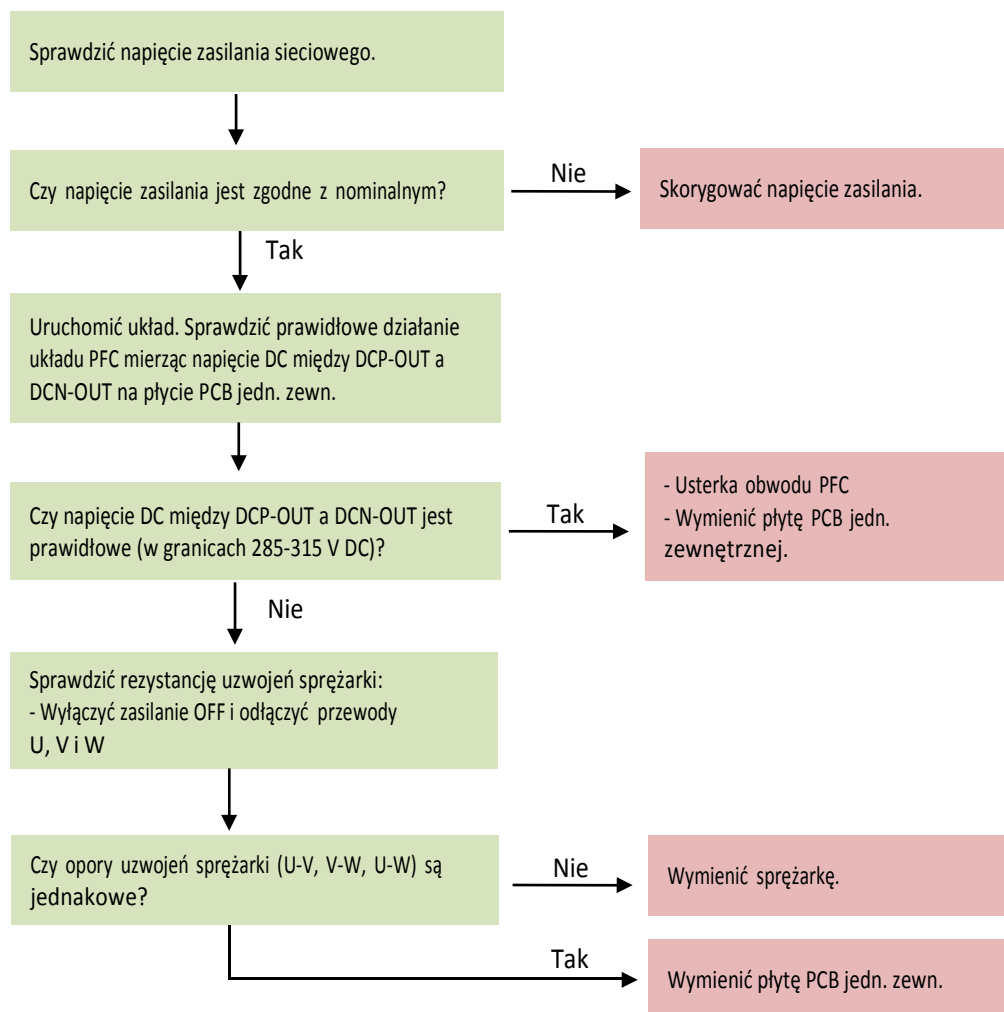 Sprawdzić napięcie zasilania sieciowego.
Czy napięcie zasilania jest zgodne z nominalnym?
Nie
Skorygować napięcie zasilania.
Tak
Uruchomić układ. Sprawdzić prawidłowe działanie
układu PFC mierząc napięcie DC między DCP-OUT a
DCN-OUT na płycie PCB jedn. zewn.
Czy napięcie DC między DCP-OUT a DCN-OUT jest
prawidłowe (w granicach 285-315 V DC)?
Tak
- Usterka obwodu PFC
- Wymienić płytę PCB jedn.
zewnętrznej.
Nie
Sprawdzić rezystancję uzwojeń sprężarki:
- Wyłączyć zasilanie OFF i odłączyć przewody
U, V i W
Czy opory uzwojeń sprężarki (U-V, V-W, U-W) są
jednakowe?
Nie
Wymienić sprężarkę.
Tak
Wymienić płytę PCB jedn. zewn.